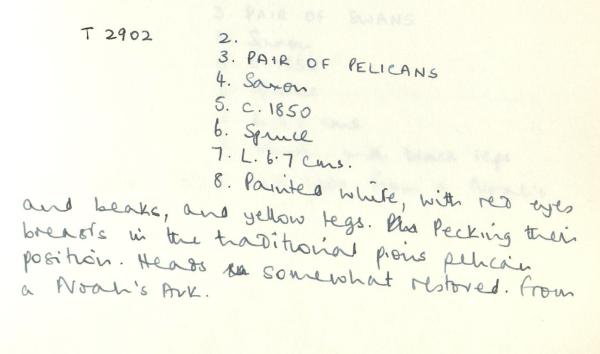 T 2902 2.
3. PAIR OF PELICANS
4. Saxon
5. c. 1850
6. Spruce
7. L. 6.7 cms.
8. Painted white, with red eyes
and beaks, and yellow legs. Pecking their
breasts in the traditional pious pelican
position. Heads somewhat restored. From
a Noah's Ark.